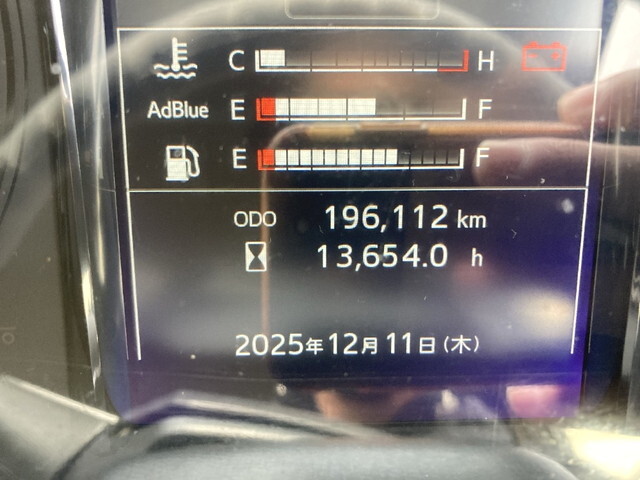 C H
AdBlue E F
E F
ODO 196,112 km
13,654.0 h
2025年12月11日(木)